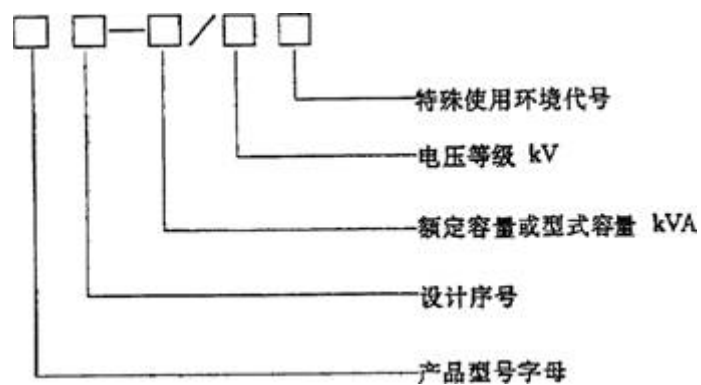 □ □—□/□ □
特殊使用环境代号
电压等级 kV
额定容量或型式容量 kVA
设计序号
产品型号字母